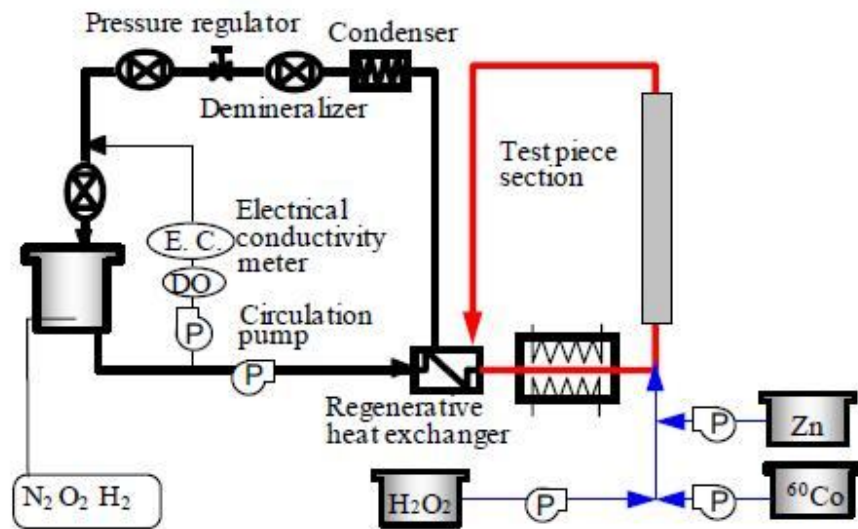 Pressure regulator
Condenser
Demineralizer
Test piece
section
E. C.
Electrical
conductivity
meter
DO
P
Circulation
pump
P
Regenerative
heat exchanger
P
Zn
N₂ O₂ H₂
H₂O₂
P
P
⁶⁰Co